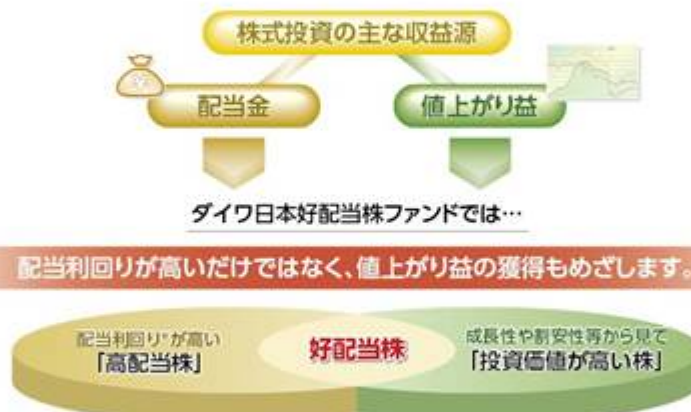 株式投資の主な収益源
配当金
値上がり益
ダイワ日本好配当株ファンドでは…
配当利回りが高いだけではなく、値上がり益の獲得もめざします。
配当利回り*が高い
「高配当株」
好配当株
成長性や割安性等から見て
「投資価値が高い株」